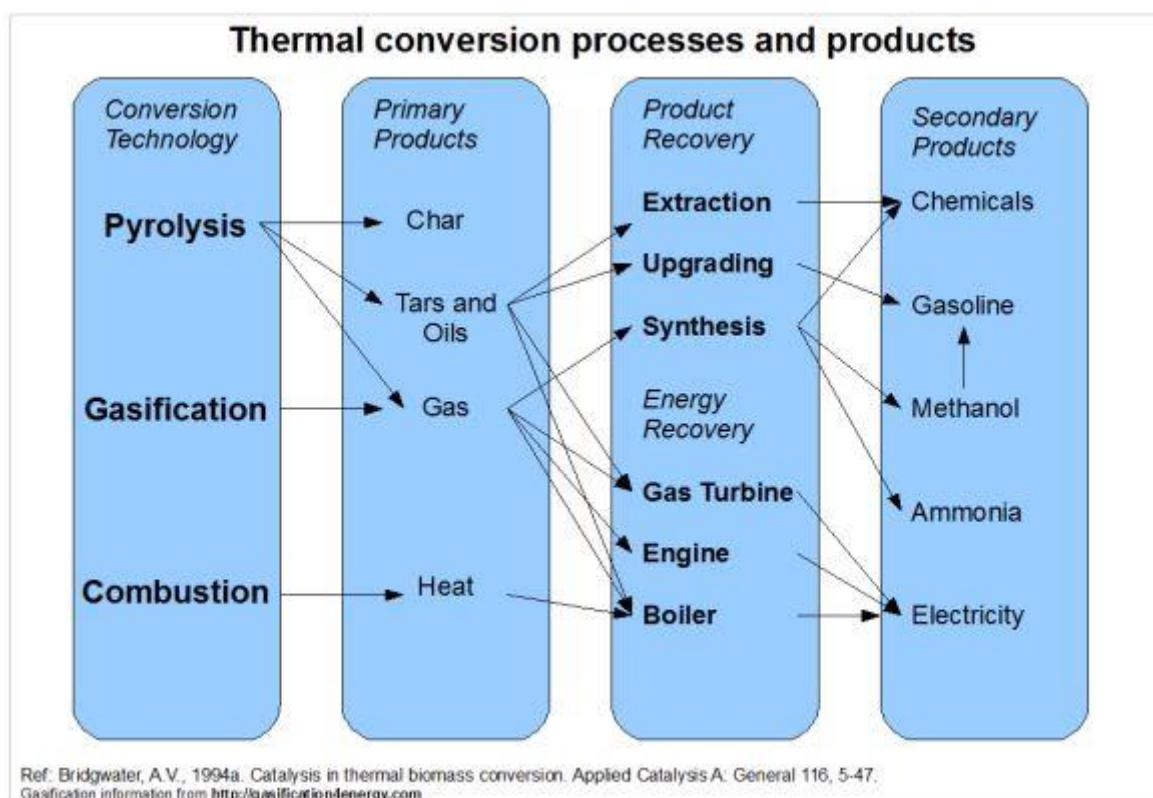 Thermal conversion processes and products
Conversion
Technology
Pyrolysis
Gasification
Combustion
Primary
Products
Char
Tars and
Oils
Gas
Heat
Product
Recovery
Extraction
Upgrading
Synthesis
Energy
Recovery
Gas Turbine
Engine
Boiler
Secondary
Products
Chemicals
Gasoline
Methanol
Ammonia
Electricity
Ref: Bridgwater, A.V., 1994a. Catalysis in thermal biomass conversion. Applied Catalysis A: General 116, 5-47.
Gasification information from http://gasification4energy.com